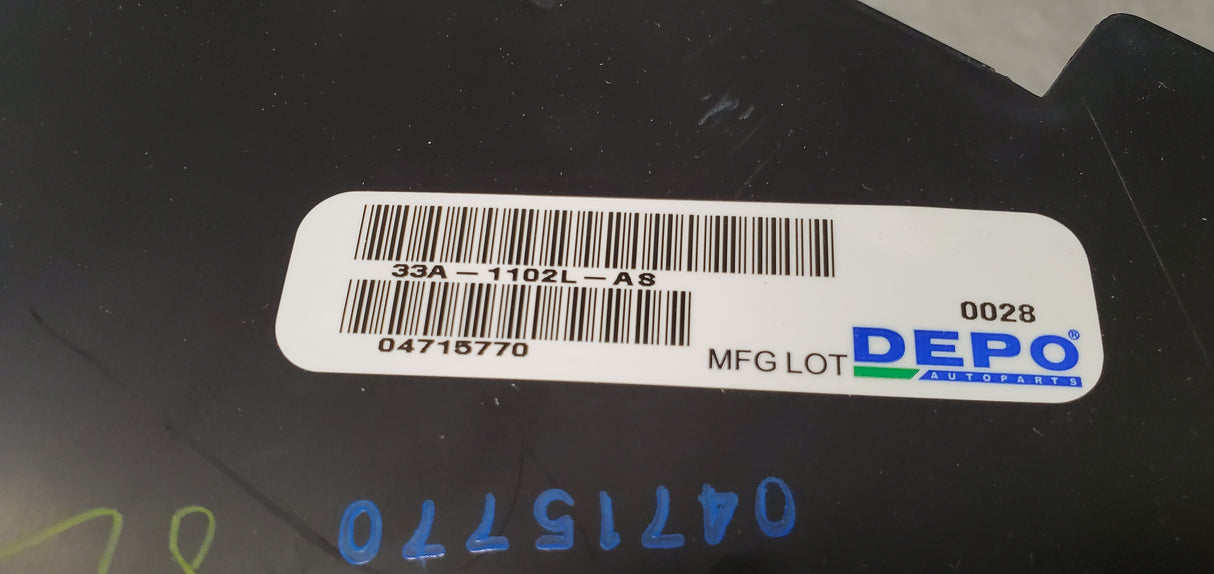 33A-1102L-AS
04715770
0028
MFG LOT DEPO®
AUTOPARTS
04715770